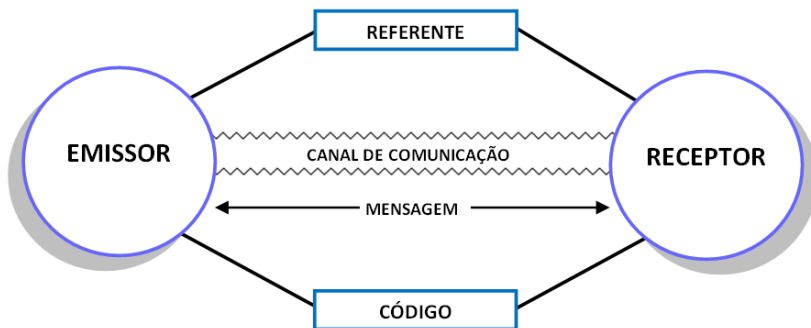 REFERENTE
EMISSOR
CANAL DE COMUNICAÇÃO
RECEPTOR
MENSAGEM
CÓDIGO